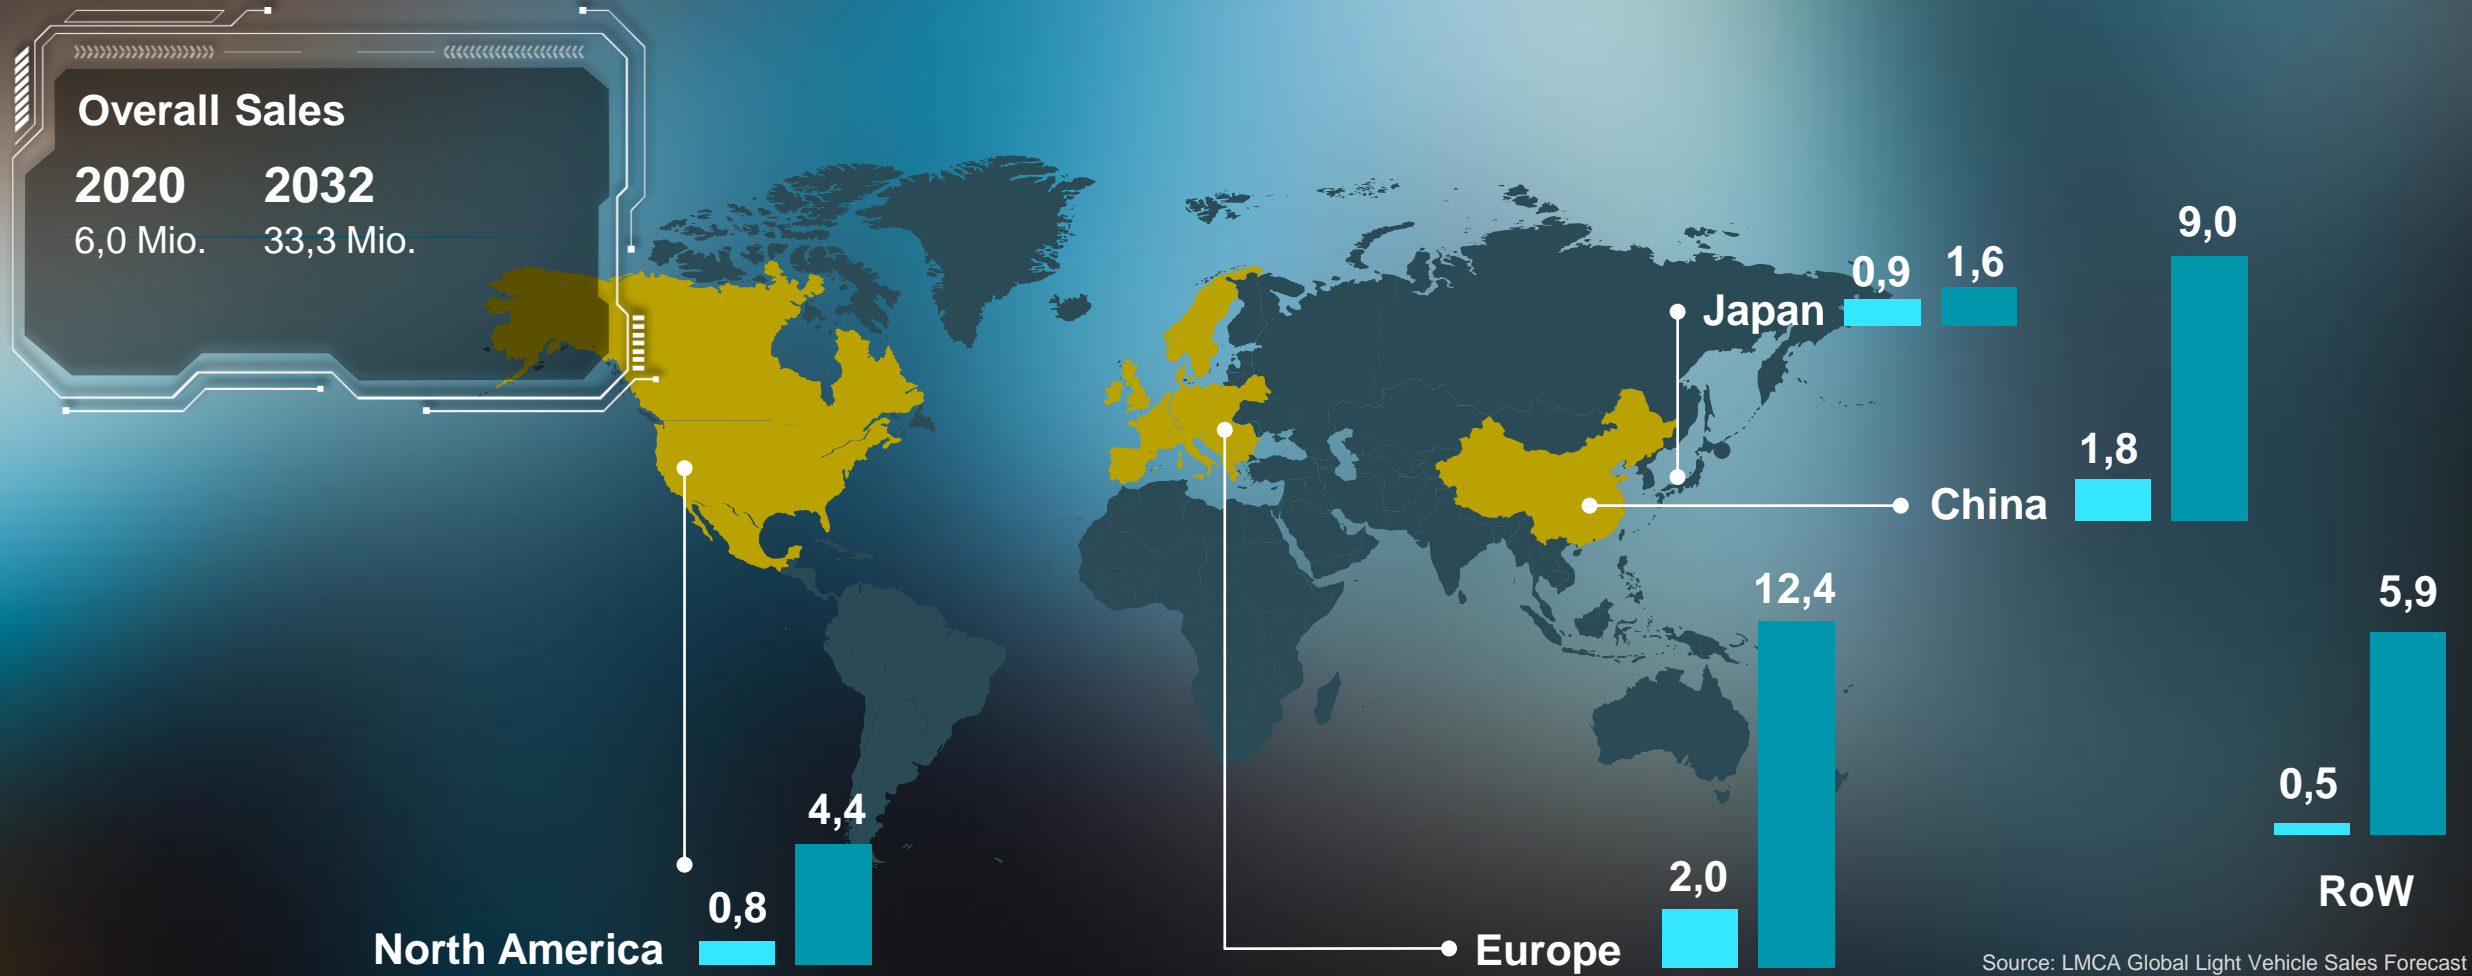 Overall Sales
2020 2032
6,0 Mio. 33,3 Mio.
9,0
Japan 0,9 1,6
1,8
China
12,4
5,9
0,5
4,4
2,0
0,8
RoW
North America
Europe
Source: LMCA Global Light Vehicle Sales Forecast